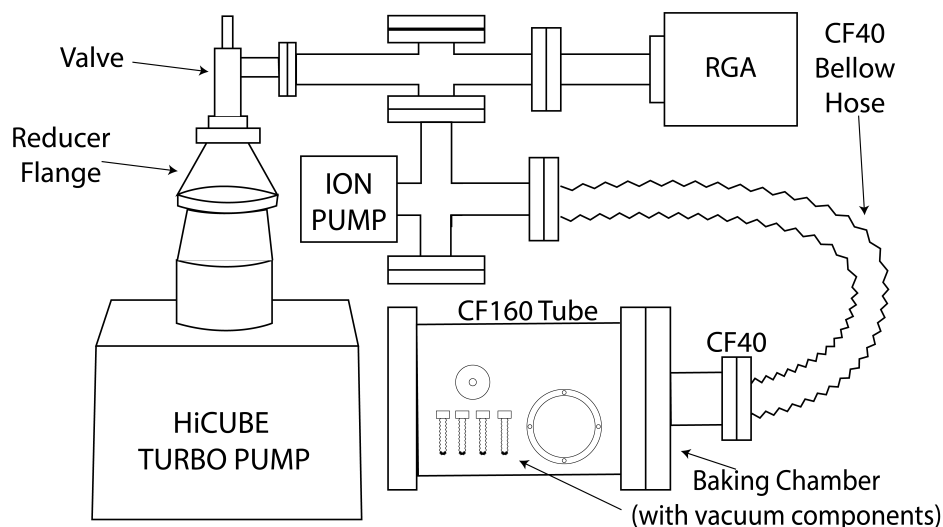 Valve
Reducer
Flange
ION
PUMP
RGA
CF40
Bellow
Hose
CF160 Tube
CF40
HiCUBE
TURBO PUMP
Baking Chamber
(with vacuum components)